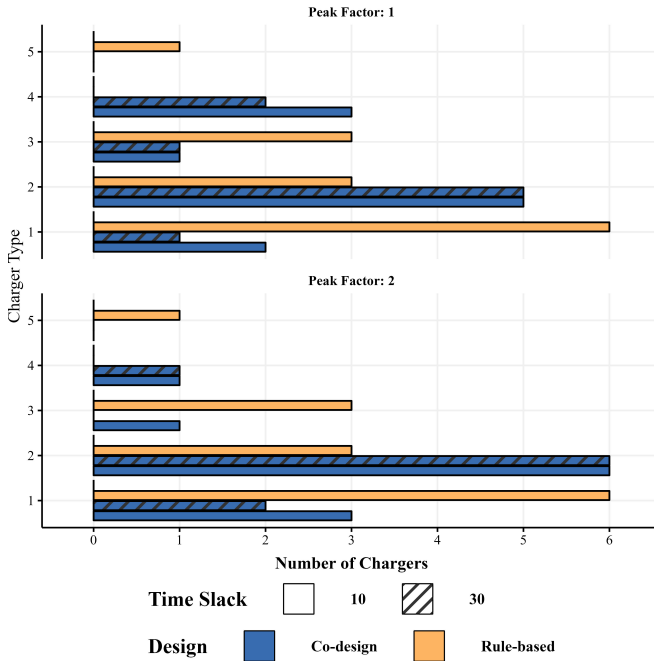 Peak Factor: 1
5
4
3
2
1
Charger Type
Peak Factor: 2
5
4
3
2
1
0 1 2 3 4 5 6
Number of Chargers
Time Slack 10 30
Design Co-design Rule-based